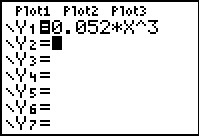 Plot1 Plot2 Plot3
\Y1=0.052*X^3
\Y2=
\Y3=
\Y4=
\Y5=
\Y6=
\Y7=